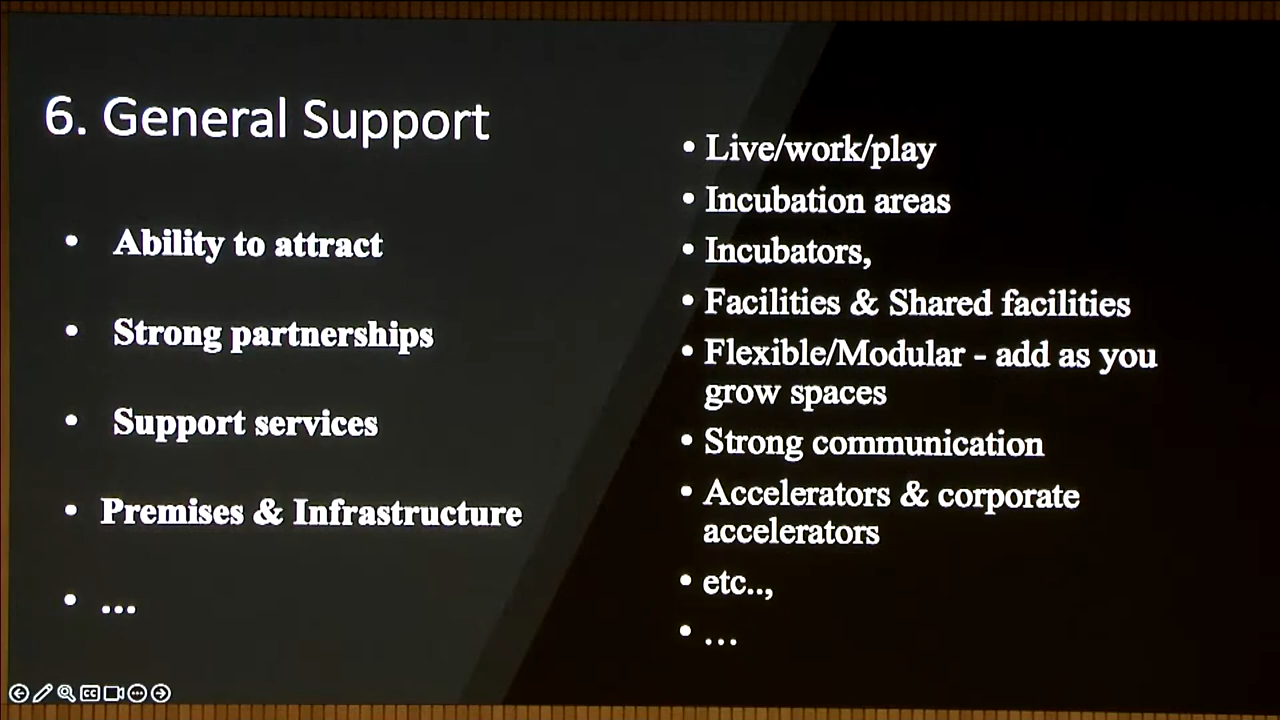 6. General Support
• Ability to attract
• Strong partnerships
• Support services
• Premises & Infrastructure
• ...
• Live/work/play
• Incubation areas
• Incubators,
• Facilities & Shared facilities
• Flexible/Modular - add as you
grow spaces
• Strong communication
• Accelerators & corporate
accelerators
• etc..,
• ...
CC